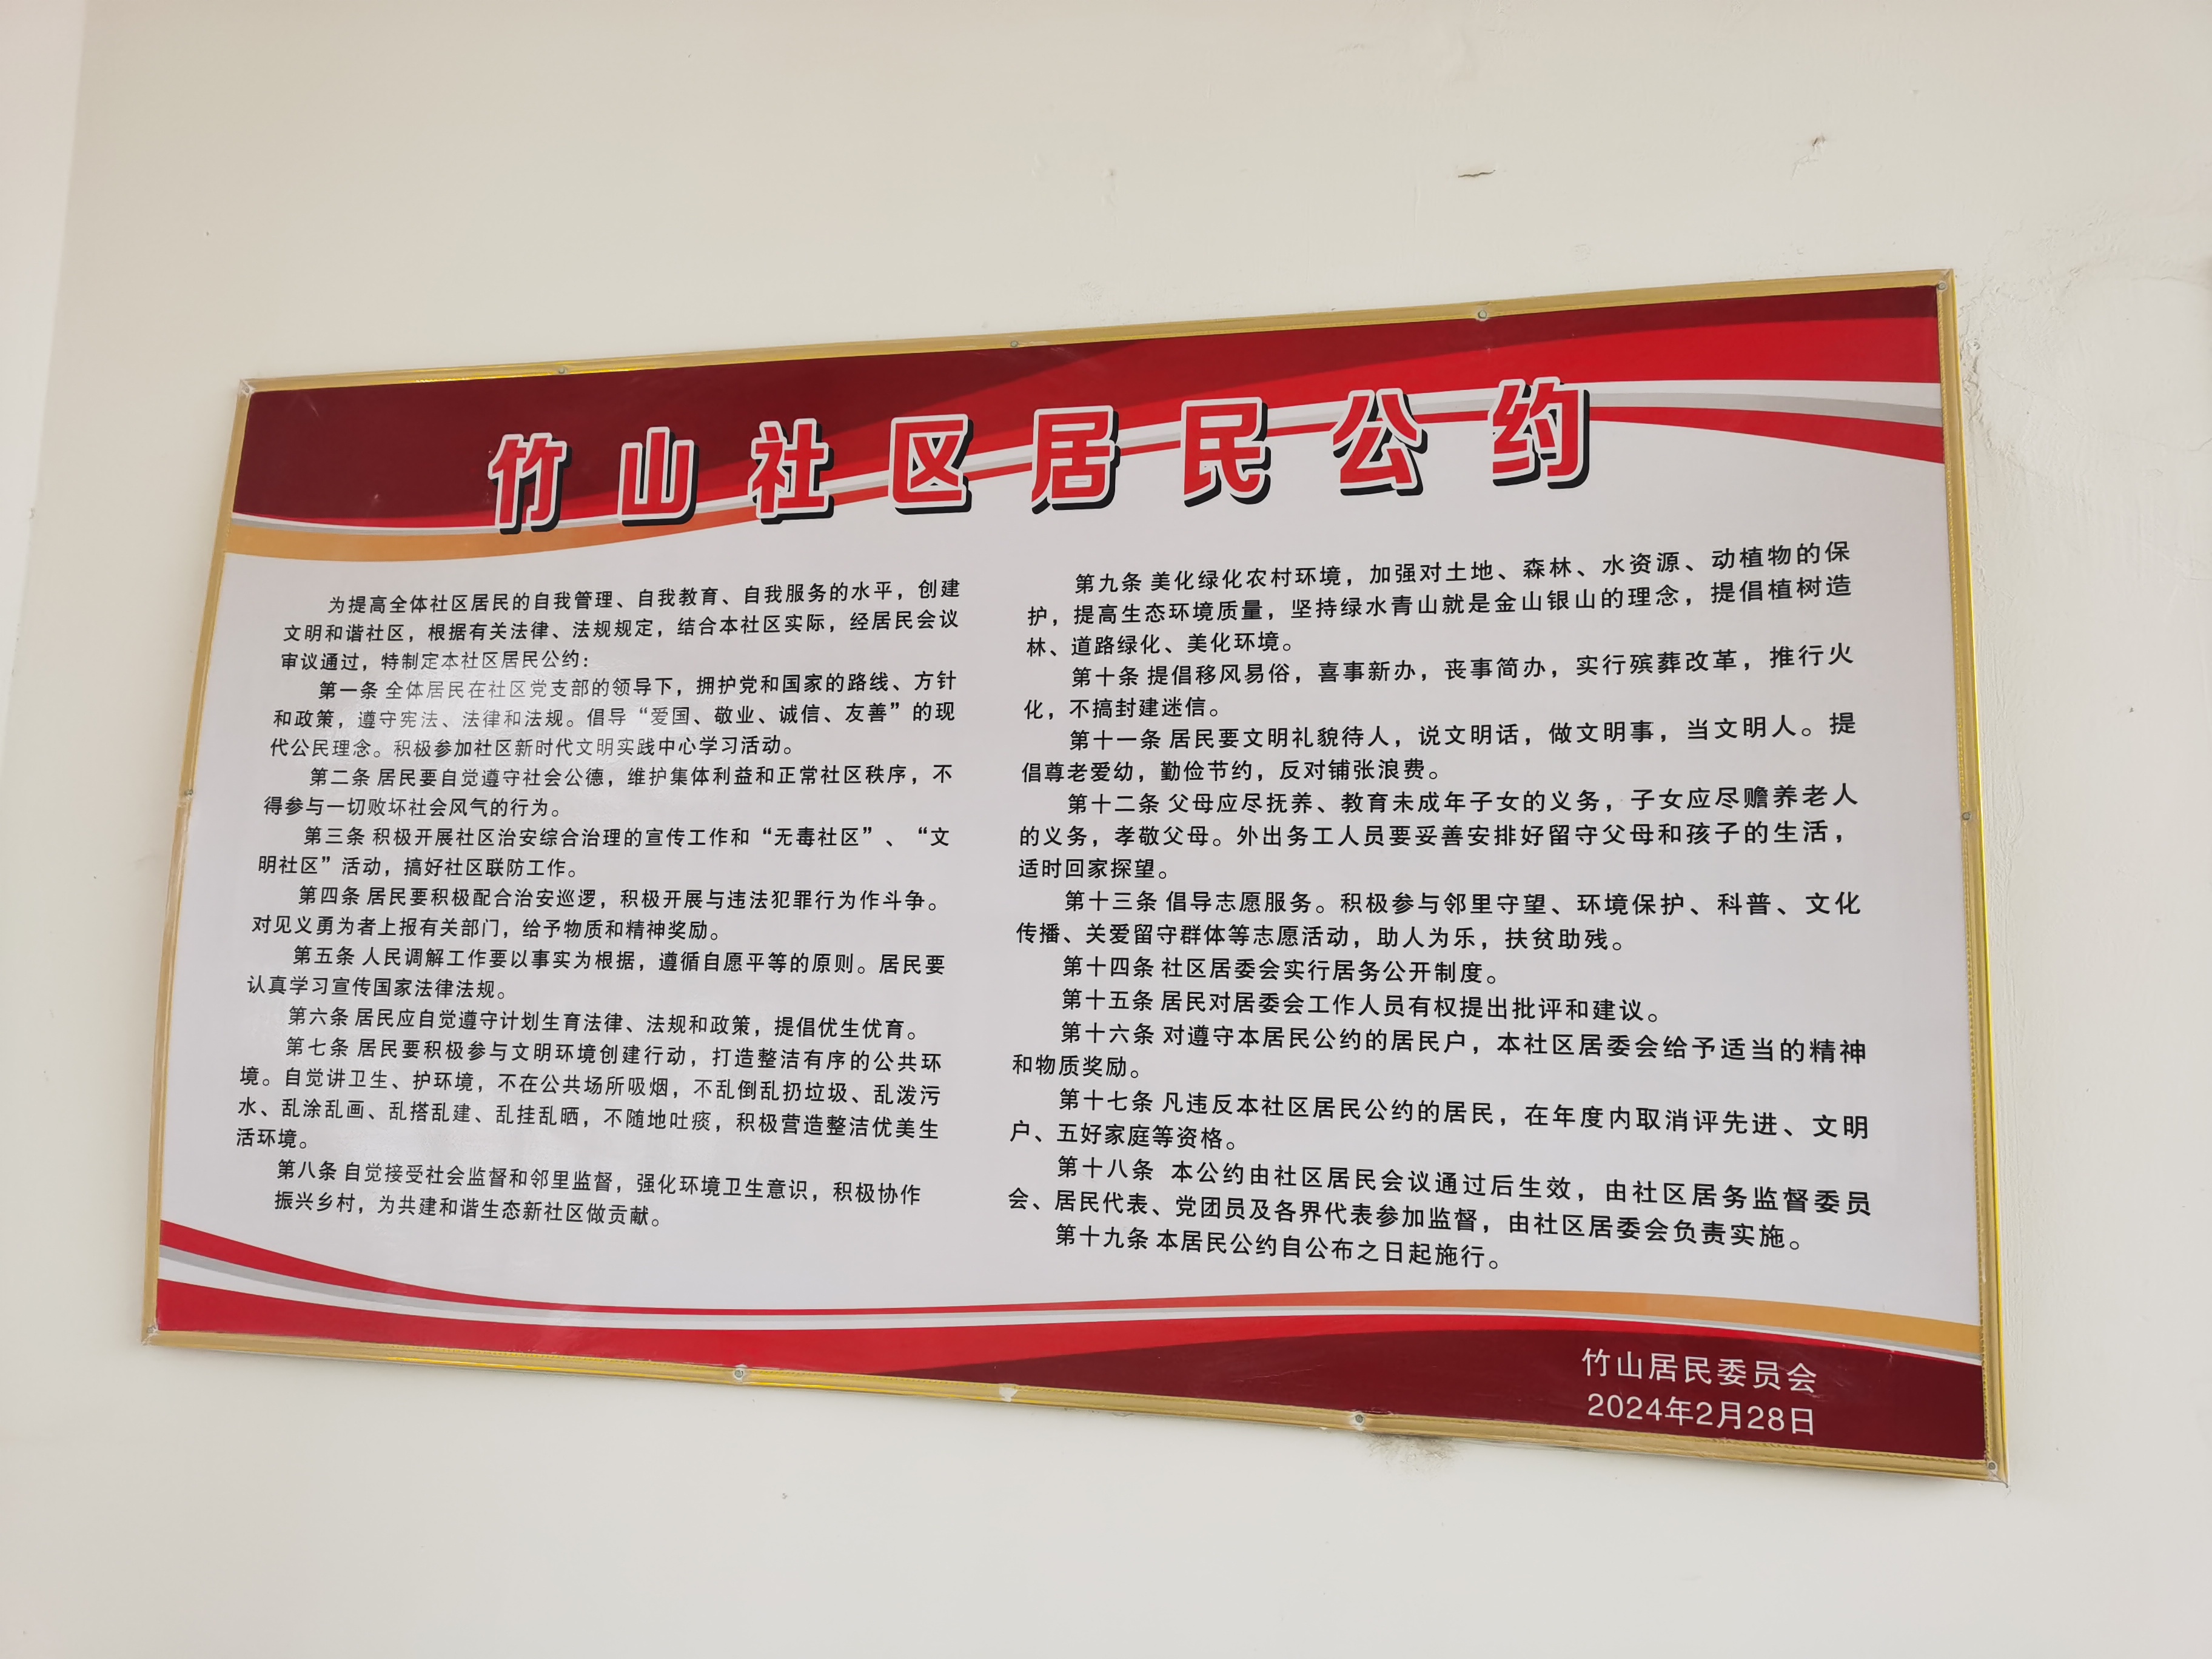 竹山社区居民公约
为提高全体社区居民的自我管理、自我教育、自我服务的水平，创建
文明和谐社区，根据有关法律、法规规定，结合本社区实际，经居民会议
审议通过，特制定本社区居民公约：
第一条 全体居民在社区党支部的领导下，拥护党和国家的路线、方针
和政策，遵守宪法、法律和法规。倡导“爱国、敬业、诚信、友善”的现
代公民理念。积极参加社区新时代文明实践中心学习活动。
第二条 居民要自觉遵守社会公德，维护集体利益和正常社区秩序，不
得参与一切败坏社会风气的行为。
第三条 积极开展社区治安综合治理的宣传工作和“无毒社区”、“文
明社区”活动，搞好社区联防工作。
第四条 居民要积极配合治安巡逻，积极开展与违法犯罪行为作斗争。
对见义勇为者上报有关部门，给予物质和精神奖励。
第五条 人民调解工作要以事实为根据，遵循自愿平等的原则。居民要
认真学习宣传国家法律法规。
第六条 居民应自觉遵守计划生育法律、法规和政策，提倡优生优育。
第七条 居民要积极参与文明环境创建行动，打造整洁有序的公共环
境。自觉讲卫生、护环境，不在公共场所吸烟，不乱倒乱扔垃圾、乱泼污
水、乱涂乱画、乱搭乱建、乱挂乱晒，不随地吐痰，积极营造整洁优美生
活环境。
第八条 自觉接受社会监督和邻里监督，强化环境卫生意识，积极协作
振兴乡村，为共建和谐生态新社区做贡献。
第九条 美化绿化农村环境，加强对土地、森林、水资源、动植物的保
护，提高生态环境质量，坚持绿水青山就是金山银山的理念，提倡植树造
林、道路绿化、美化环境。
第十条 提倡移风易俗，喜事新办，丧事简办，实行殡葬改革，推行火
化，不搞封建迷信。
第十一条 居民要文明礼貌待人，说文明话，做文明事，当文明人。提
倡尊老爱幼，勤俭节约，反对铺张浪费。
第十二条 父母应尽抚养、教育未成年子女的义务，子女应尽赡养老人
的义务，孝敬父母。外出务工人员要妥善安排好留守父母和孩子的生活，
适时回家探望。
第十三条 倡导志愿服务。积极参与邻里守望、环境保护、科普、文化
传播、关爱留守群体等志愿活动，助人为乐，扶贫助残。
第十四条 社区居委会实行居务公开制度。
第十五条 居民对居委会工作人员有权提出批评和建议。
第十六条 对遵守本居民公约的居民户，本社区居委会给予适当的精神
和物质奖励。
第十七条 凡违反本社区居民公约的居民，在年度内取消评先进、文明
户、五好家庭等资格。
第十八条 本公约由社区居民会议通过后生效，由社区居务监督委员
会、居民代表、党团员及各界代表参加监督，由社区居委会负责实施。
第十九条 本居民公约自公布之日起施行。
竹山居民委员会
2024年2月28日